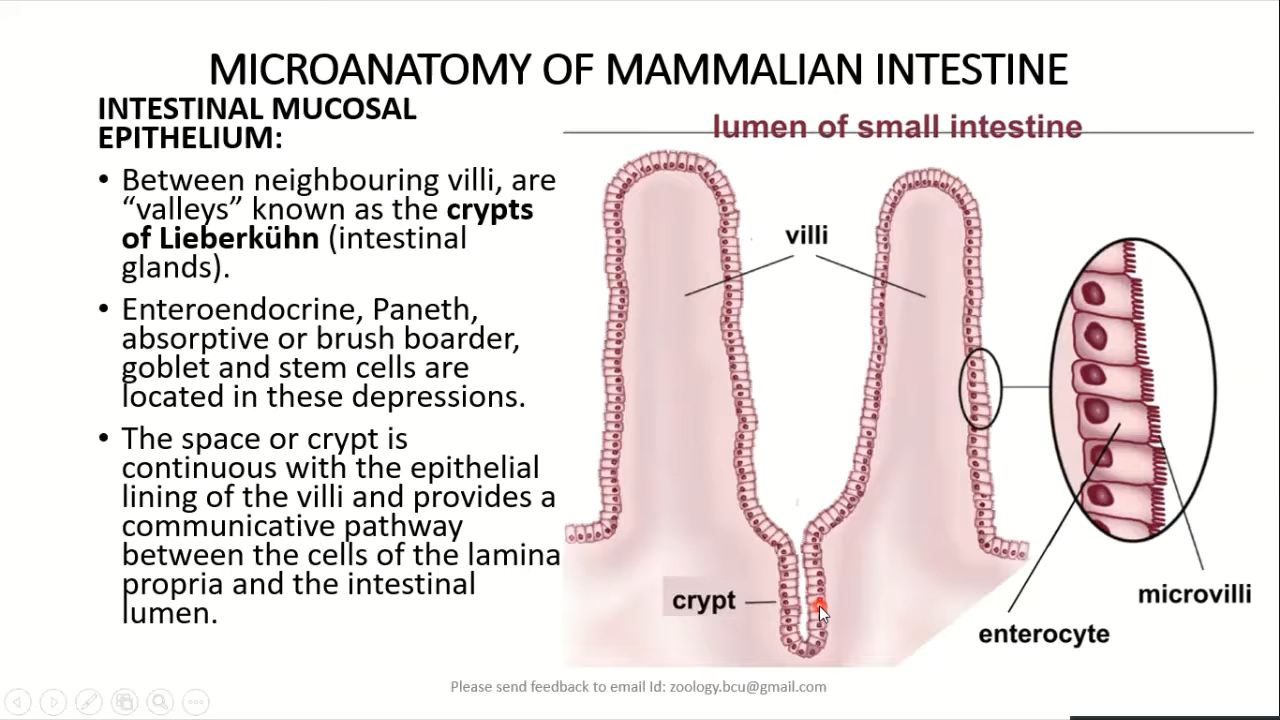 MICROANATOMY OF MAMMALIAN INTESTINE
INTESTINAL MUCOSAL
EPITHELIUM:
• Between neighbouring villi, are
“valleys” known as the crypts
of Lieberkühn (intestinal
glands).
• Enteroendocrine, Paneth,
absorptive or brush boarder,
goblet and stem cells are
located in these depressions.
• The space or crypt is
continuous with the epithelial
lining of the villi and provides a
communicative pathway
between the cells of the lamina
propria and the intestinal
lumen.
lumen of small intestine
villi
crypt
enterocyte
microvilli
Please send feedback to email Id: zoology.bcu@gmail.com